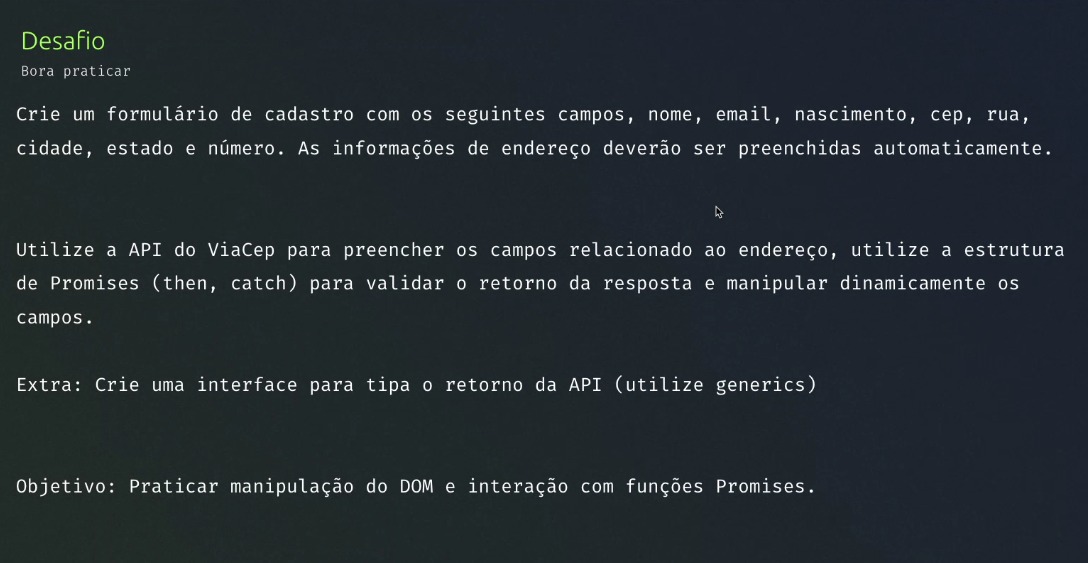 Desafio
Bora praticar
Crie um formulário de cadastro com os seguintes campos, nome, email, nascimento, cep, rua,
cidade, estado e número. As informações de endereço deverão ser preenchidas automaticamente.
Utilize a API do ViaCep para preencher os campos relacionado ao endereço, utilize a estrutura
de Promises (then, catch) para validar o retorno da resposta e manipular dinamicamente os
campos.
Extra: Crie uma interface para tipa o retorno da API (utilize generics)
Objetivo: Praticar manipulação do DOM e interação com funções Promises.